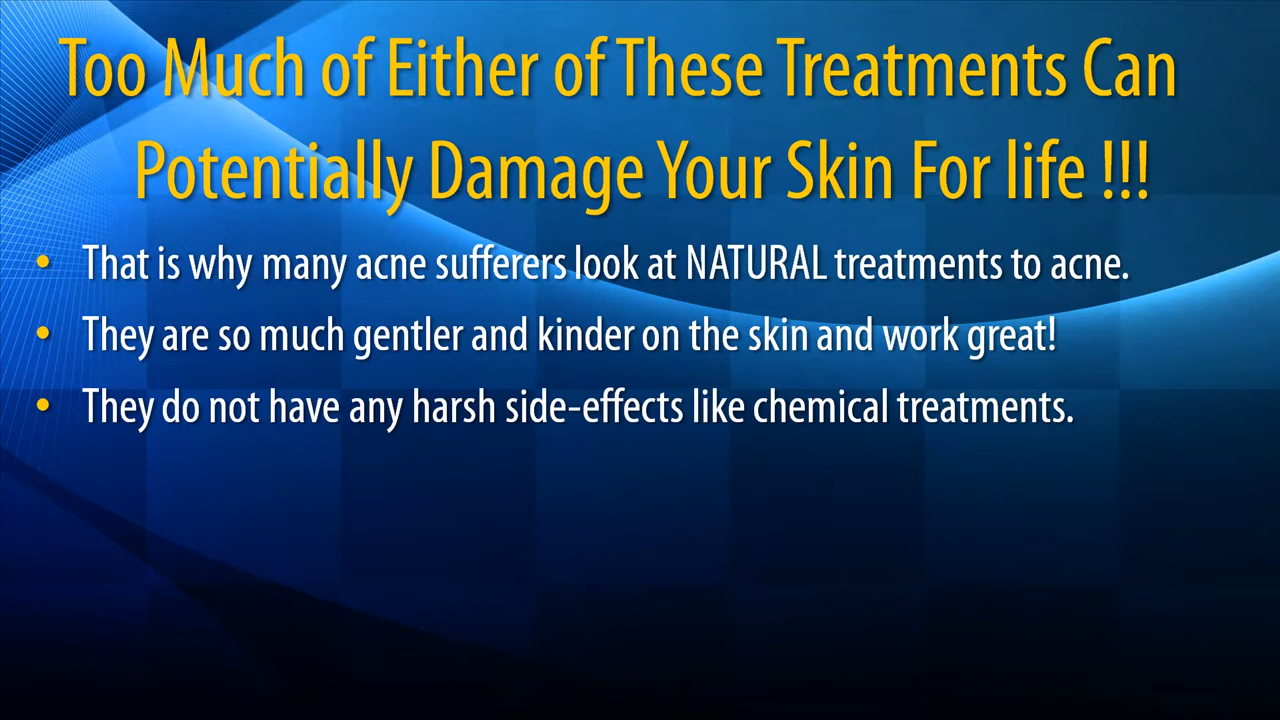 Too Much of Either of These Treatments Can
Potentially Damage Your Skin For life !!!
• That is why many acne sufferers look at NATURAL treatments to acne.
• They are so much gentler and kinder on the skin and work great!
• They do not have any harsh side-effects like chemical treatments.